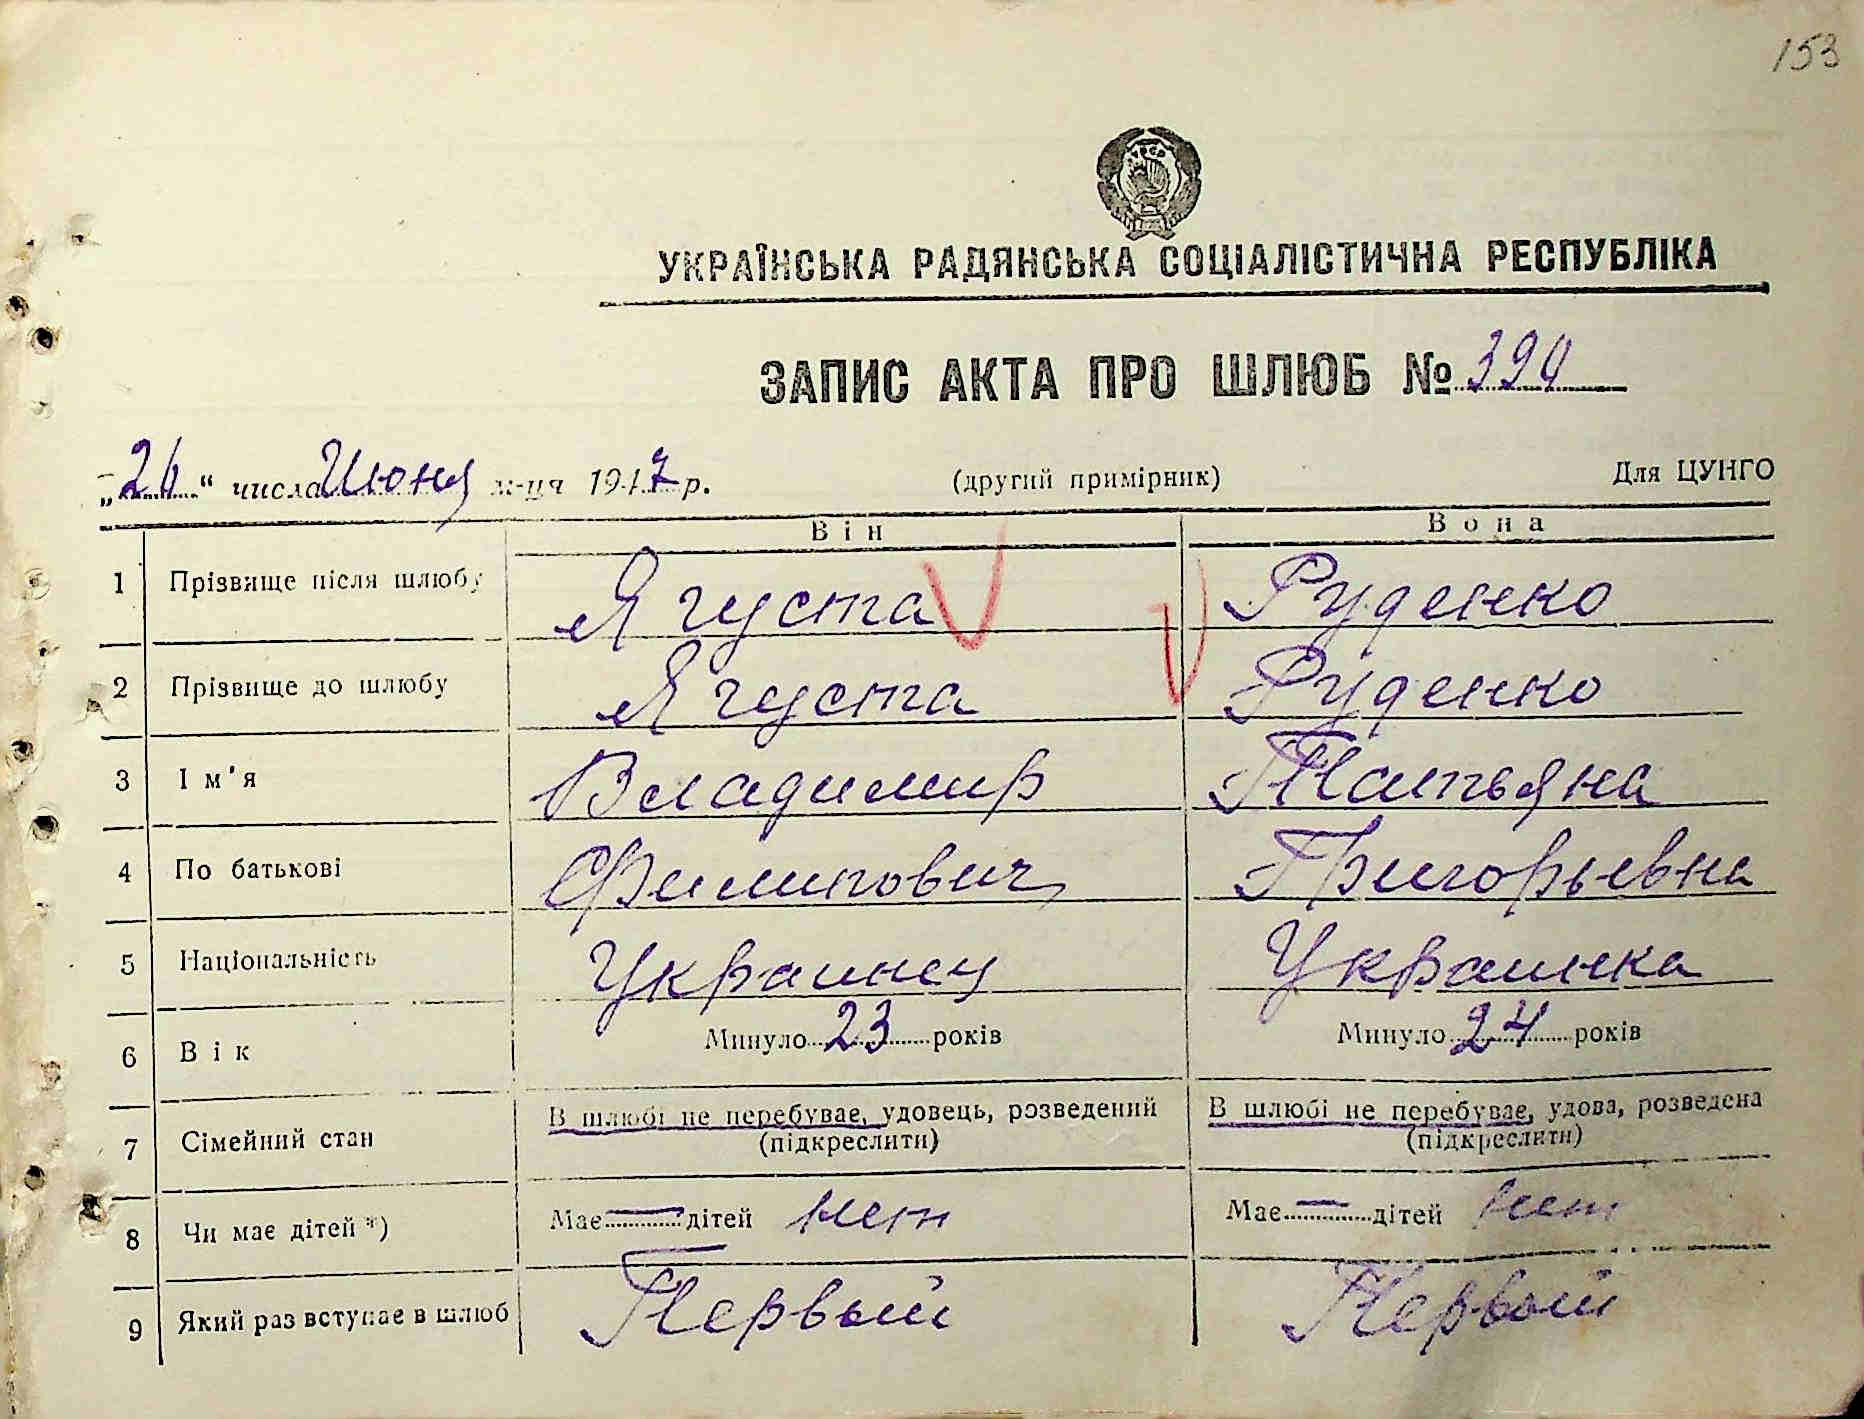 153
УКРАЇНСЬКА РАДЯНСЬКА СОЦІАЛІСТИЧНА РЕСПУБЛІКА
ЗАПИС АКТА ПРО ШЛЮБ № 390
„26“ числа Июня м-ця 1947 р. (другий примірник) Для ЦУНГО
Він Вона
1 Прізвище після шлюбу Ягуста Руденко
2 Прізвище до шлюбу Ягуста Руденко
3 Ім'я Владимир Татьяна
4 По батькові Филипович Григорьевна
5 Національність Украинец Украинка
6 Вік Минуло 23 років Минуло 24 років
7 Сімейний стан В шлюбі не перебуває, удовець, розведений В шлюбі не перебуває, удова, розведена
(підкреслити) (підкреслити)
8 Чи має дітей *) Має — дітей нет Має — дітей нет
9 Який раз вступає в шлюб Первый Первый